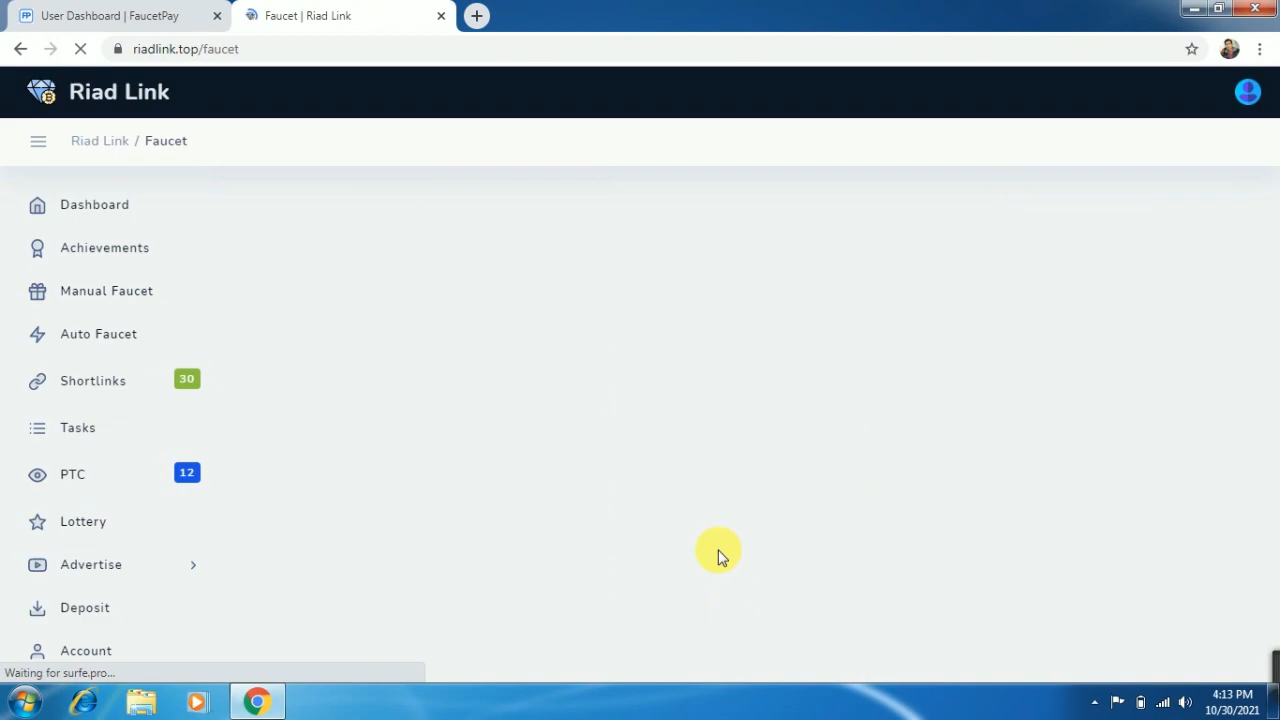 User Dashboard | FaucetPay
Faucet | Riad Link
riadlink.top/faucet
Riad Link
Riad Link / Faucet
Dashboard
Achievements
Manual Faucet
Auto Faucet
Shortlinks 30
Tasks
PTC 12
Lottery
Advertise
Deposit
Account
Waiting for surfe.pro...
4:13 PM
10/30/2021